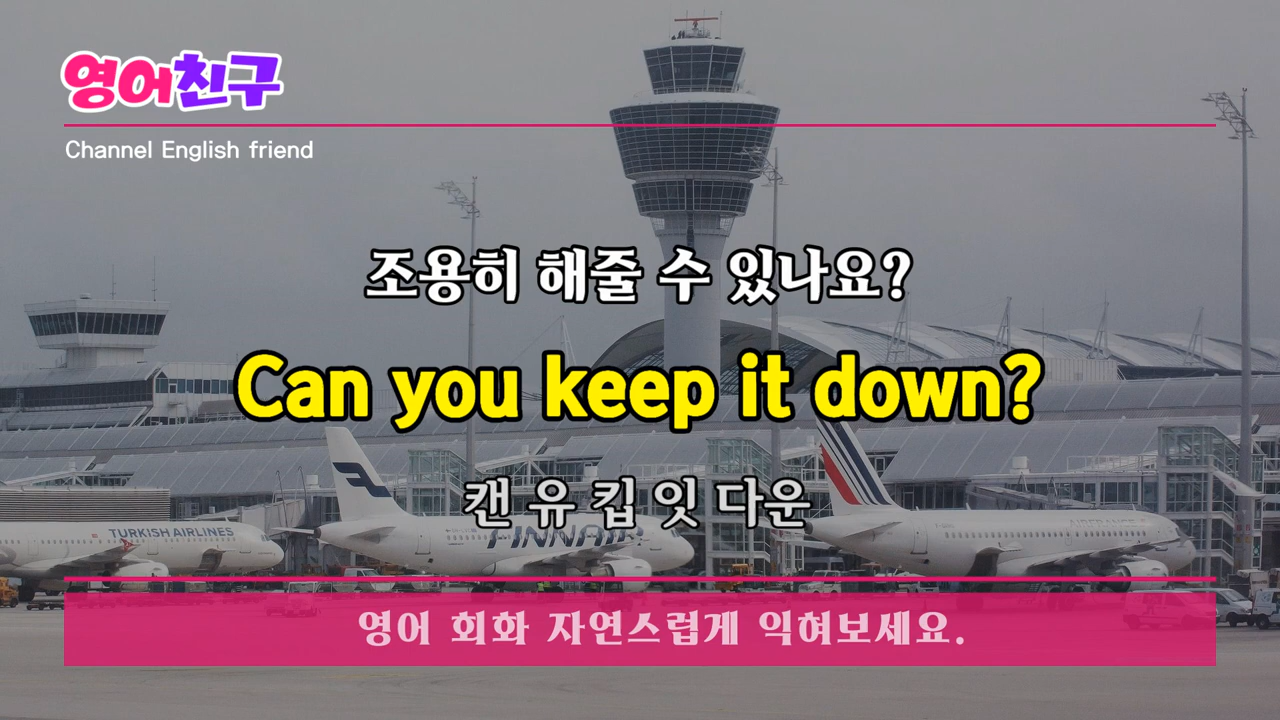 영어친구
Channel English friend
조용히 해줄 수 있나요?
Can you keep it down?
캔 유 킵 잇 다운
TURKISH AIRLINES
FINNAIR
AIRFRANCE
영어 회화 자연스럽게 익혀보세요.